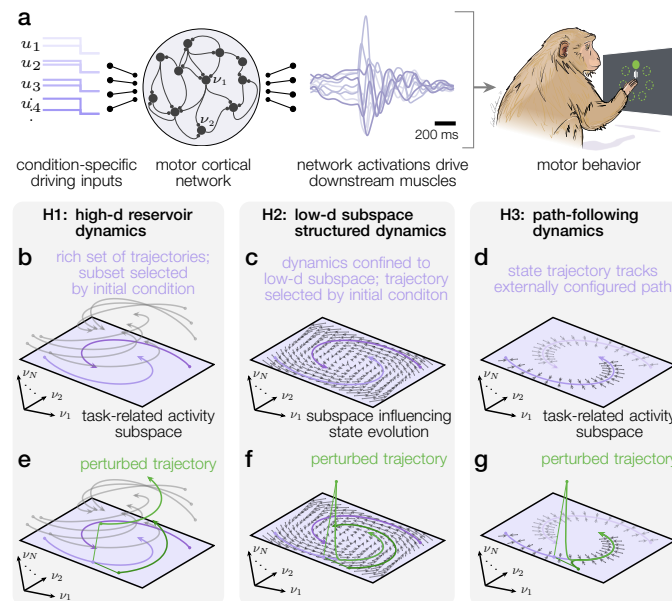 a
u1
u2
u3
u4
.
.
ν1
ν2
200 ms
condition-specific
driving inputs
motor cortical
network
network activations drive
downstream muscles
motor behavior
H1: high-d reservoir
dynamics
H2: low-d subspace
structured dynamics
H3: path-following
dynamics
b
rich set of trajectories;
subset selected
by initial condition
νN
ν2
ν1
task-related activity
subspace
c
dynamics confined to
low-d subspace; trajectory
selected by initial conditon
νN
ν2
ν1
subspace influencing
state evolution
d
state trajectory tracks
externally configured path
νN
ν2
ν1
task-related activity
subspace
e
perturbed trajectory
νN
ν2
ν1
f
perturbed trajectory
νN
ν2
ν1
g
perturbed trajectory
νN
ν2
ν1